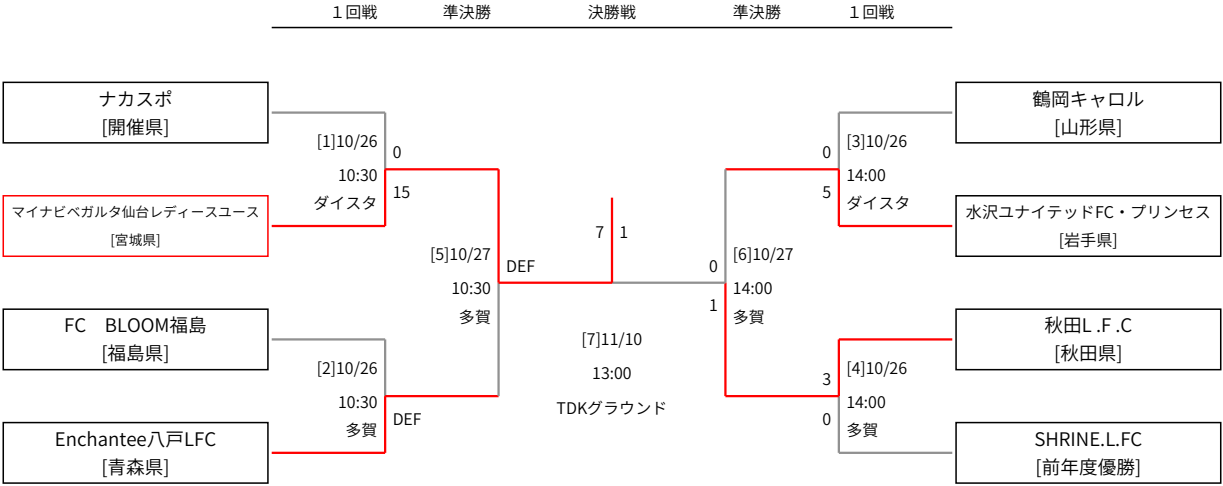 １回戦
準決勝
決勝戦
準決勝
１回戦
ナカスポ
[開催県]
[1]10/26
10:30
ダイスタ
0
15
マイナビベガルタ仙台レディースユース
[宮城県]
[5]10/27
10:30
多賀
DEF
FC　BLOOM福島
[福島県]
[2]10/26
10:30
多賀
DEF
Enchantee八戸LFC
[青森県]
7
1
[7]11/10
13:00
TDKグラウンド
鶴岡キャロル
[山形県]
[3]10/26
14:00
ダイスタ
0
5
水沢ユナイテッドFC・プリンセス
[岩手県]
[6]10/27
14:00
多賀
0
1
秋田L .F .C
[秋田県]
[4]10/26
14:00
多賀
3
0
SHRINE.L.FC
[前年度優勝]